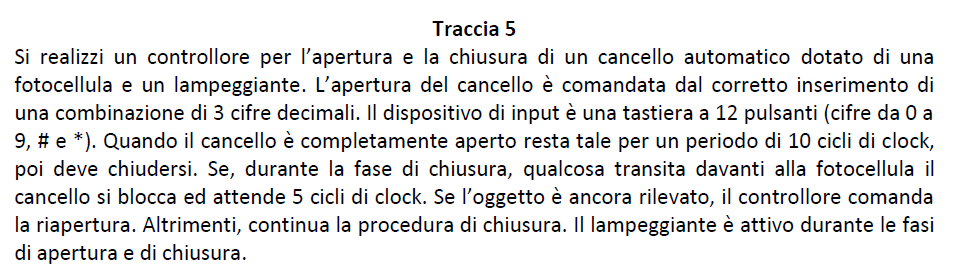 Traccia 5
Si realizzi un controllore per l’apertura e la chiusura di un cancello automatico dotato di una
fotocellula e un lampeggiante. L’apertura del cancello è comandata dal corretto inserimento di
una combinazione di 3 cifre decimali. Il dispositivo di input è una tastiera a 12 pulsanti (cifre da 0 a
9, # e *). Quando il cancello è completamente aperto resta tale per un periodo di 10 cicli di clock,
poi deve chiudersi. Se, durante la fase di chiusura, qualcosa transita davanti alla fotocellula il
cancello si blocca ed attende 5 cicli di clock. Se l’oggetto è ancora rilevato, il controllore comanda
la riapertura. Altrimenti, continua la procedura di chiusura. Il lampeggiante è attivo durante le fasi
di apertura e di chiusura.